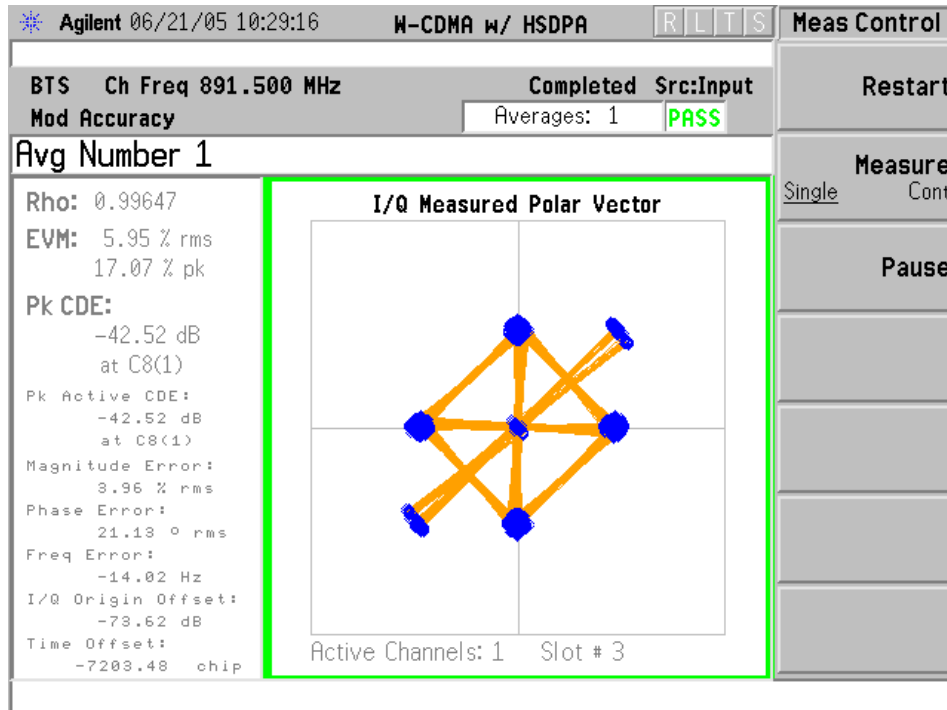 Agilent 06/21/05 10:29:16 W-CDMA w/ HSDPA R L T S
Meas Control
BTS Ch Freq 891.500 MHz Completed Src:Input
Mod Accuracy Averages: 1 PASS
Avg Number 1
Rho: 0.99647
EVM: 5.95 % rms
17.07 % pk
Pk CDE:
-42.52 dB
at C8(1)
Pk Active CDE:
-42.52 dB
at C8(1)
Magnitude Error:
3.96 % rms
Phase Error:
21.13 º rms
Freq Error:
-14.02 Hz
I/Q Origin Offset:
-73.62 dB
Time Offset:
-7203.48 chip
I/Q Measured Polar Vector
Active Channels: 1 Slot # 3
Restart
Measure
Single Cont
Pause